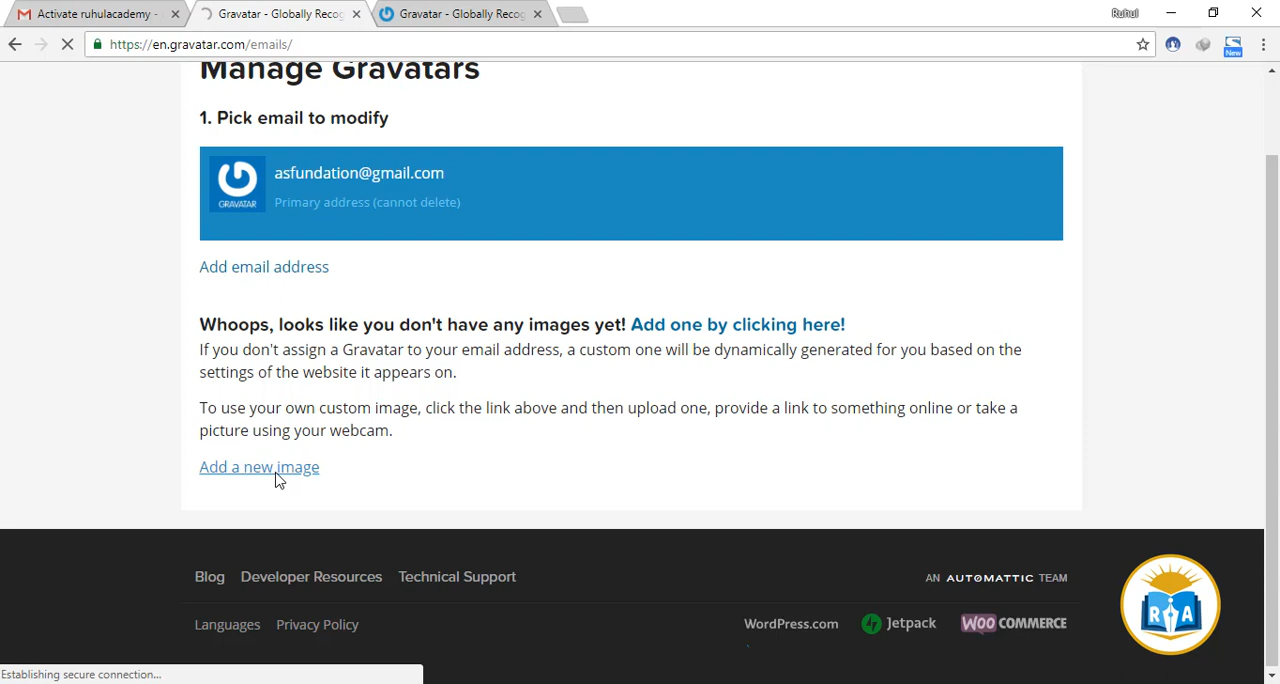 Activate ruhulacademy -
Gravatar - Globally Recog
Gravatar - Globally Recog
Ruhul
https://en.gravatar.com/emails/
New
Manage Gravatars
1. Pick email to modify
GRAVATAR
asfundation@gmail.com
Primary address (cannot delete)
Add email address
Whoops, looks like you don't have any images yet! Add one by clicking here!
If you don't assign a Gravatar to your email address, a custom one will be dynamically generated for you based on the
settings of the website it appears on.
To use your own custom image, click the link above and then upload one, provide a link to something online or take a
picture using your webcam.
Add a new image
Blog Developer Resources Technical Support
AN AUTOMATTIC TEAM
Languages Privacy Policy
WordPress.com Jetpack WOO COMMERCE
R A
Establishing secure connection...